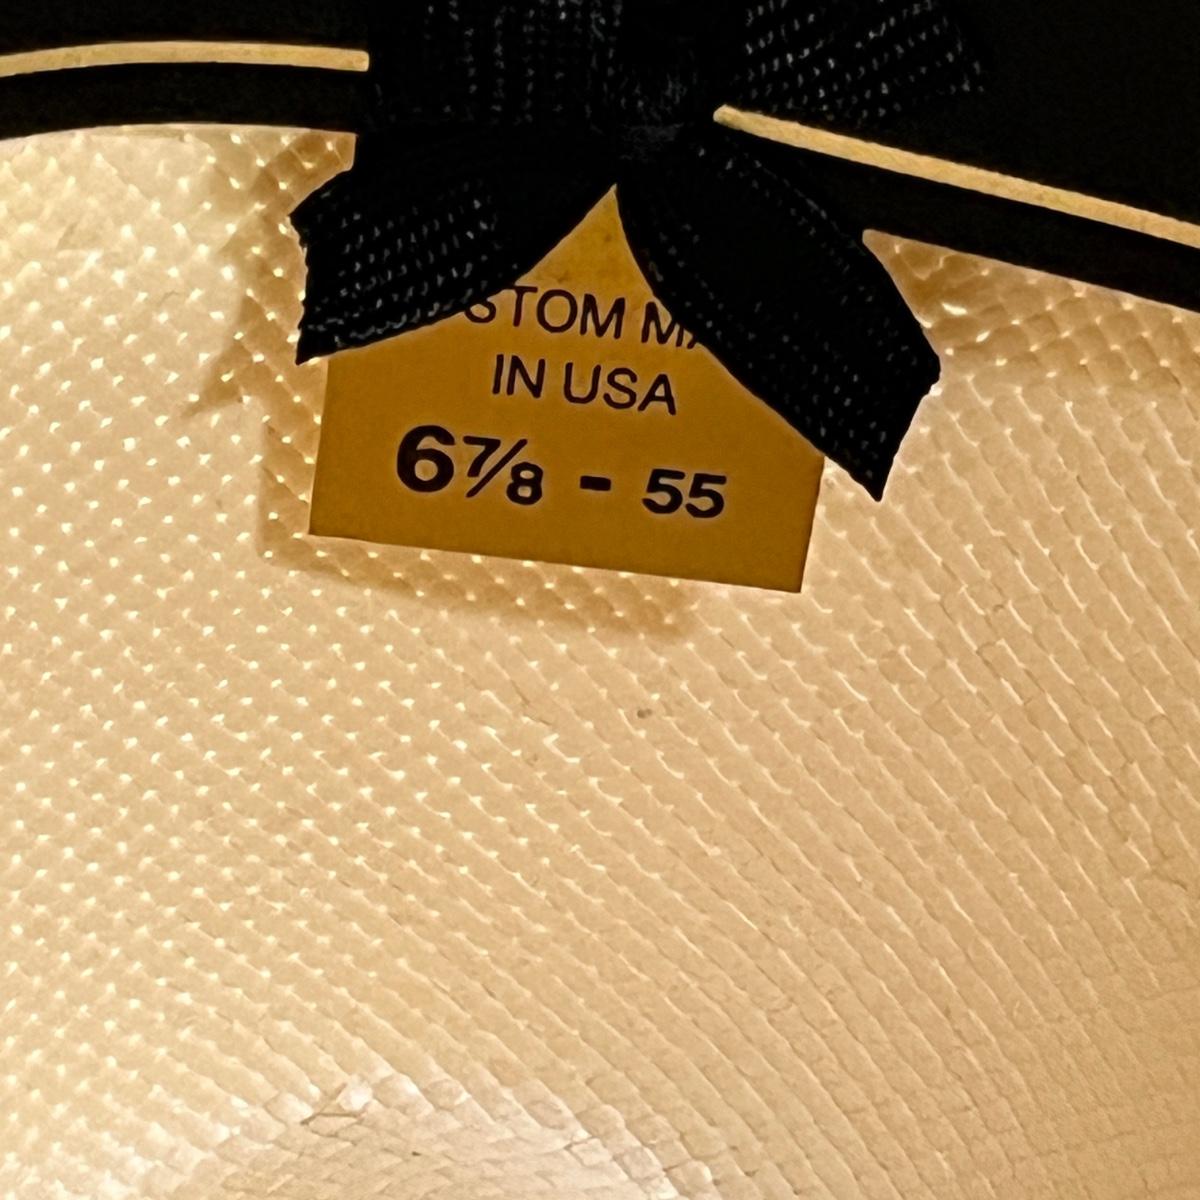 STOM MA
IN USA
6⅞ - 55